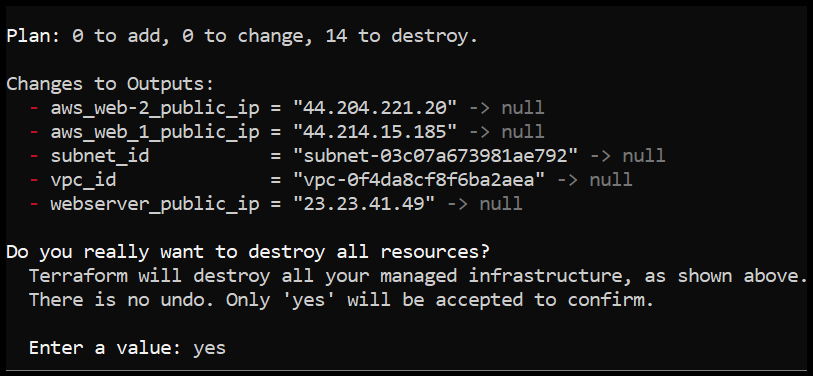 Plan: 0 to add, 0 to change, 14 to destroy.
Changes to Outputs:
- aws_web-2_public_ip = "44.204.221.20" -> null
- aws_web_1_public_ip = "44.214.15.185" -> null
- subnet_id = "subnet-03c07a673981ae792" -> null
- vpc_id = "vpc-0f4da8cf8f6ba2aea" -> null
- webserver_public_ip = "23.23.41.49" -> null
Do you really want to destroy all resources?
Terraform will destroy all your managed infrastructure, as shown above.
There is no undo. Only 'yes' will be accepted to confirm.
Enter a value: yes